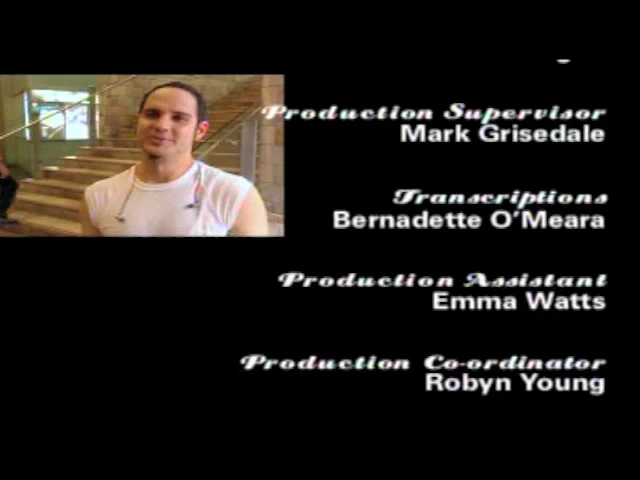 Production Supervisor
Mark Grisedale
Transcriptions
Bernadette O'Meara
Production Assistant
Emma Watts
Production Co-ordinator
Robyn Young